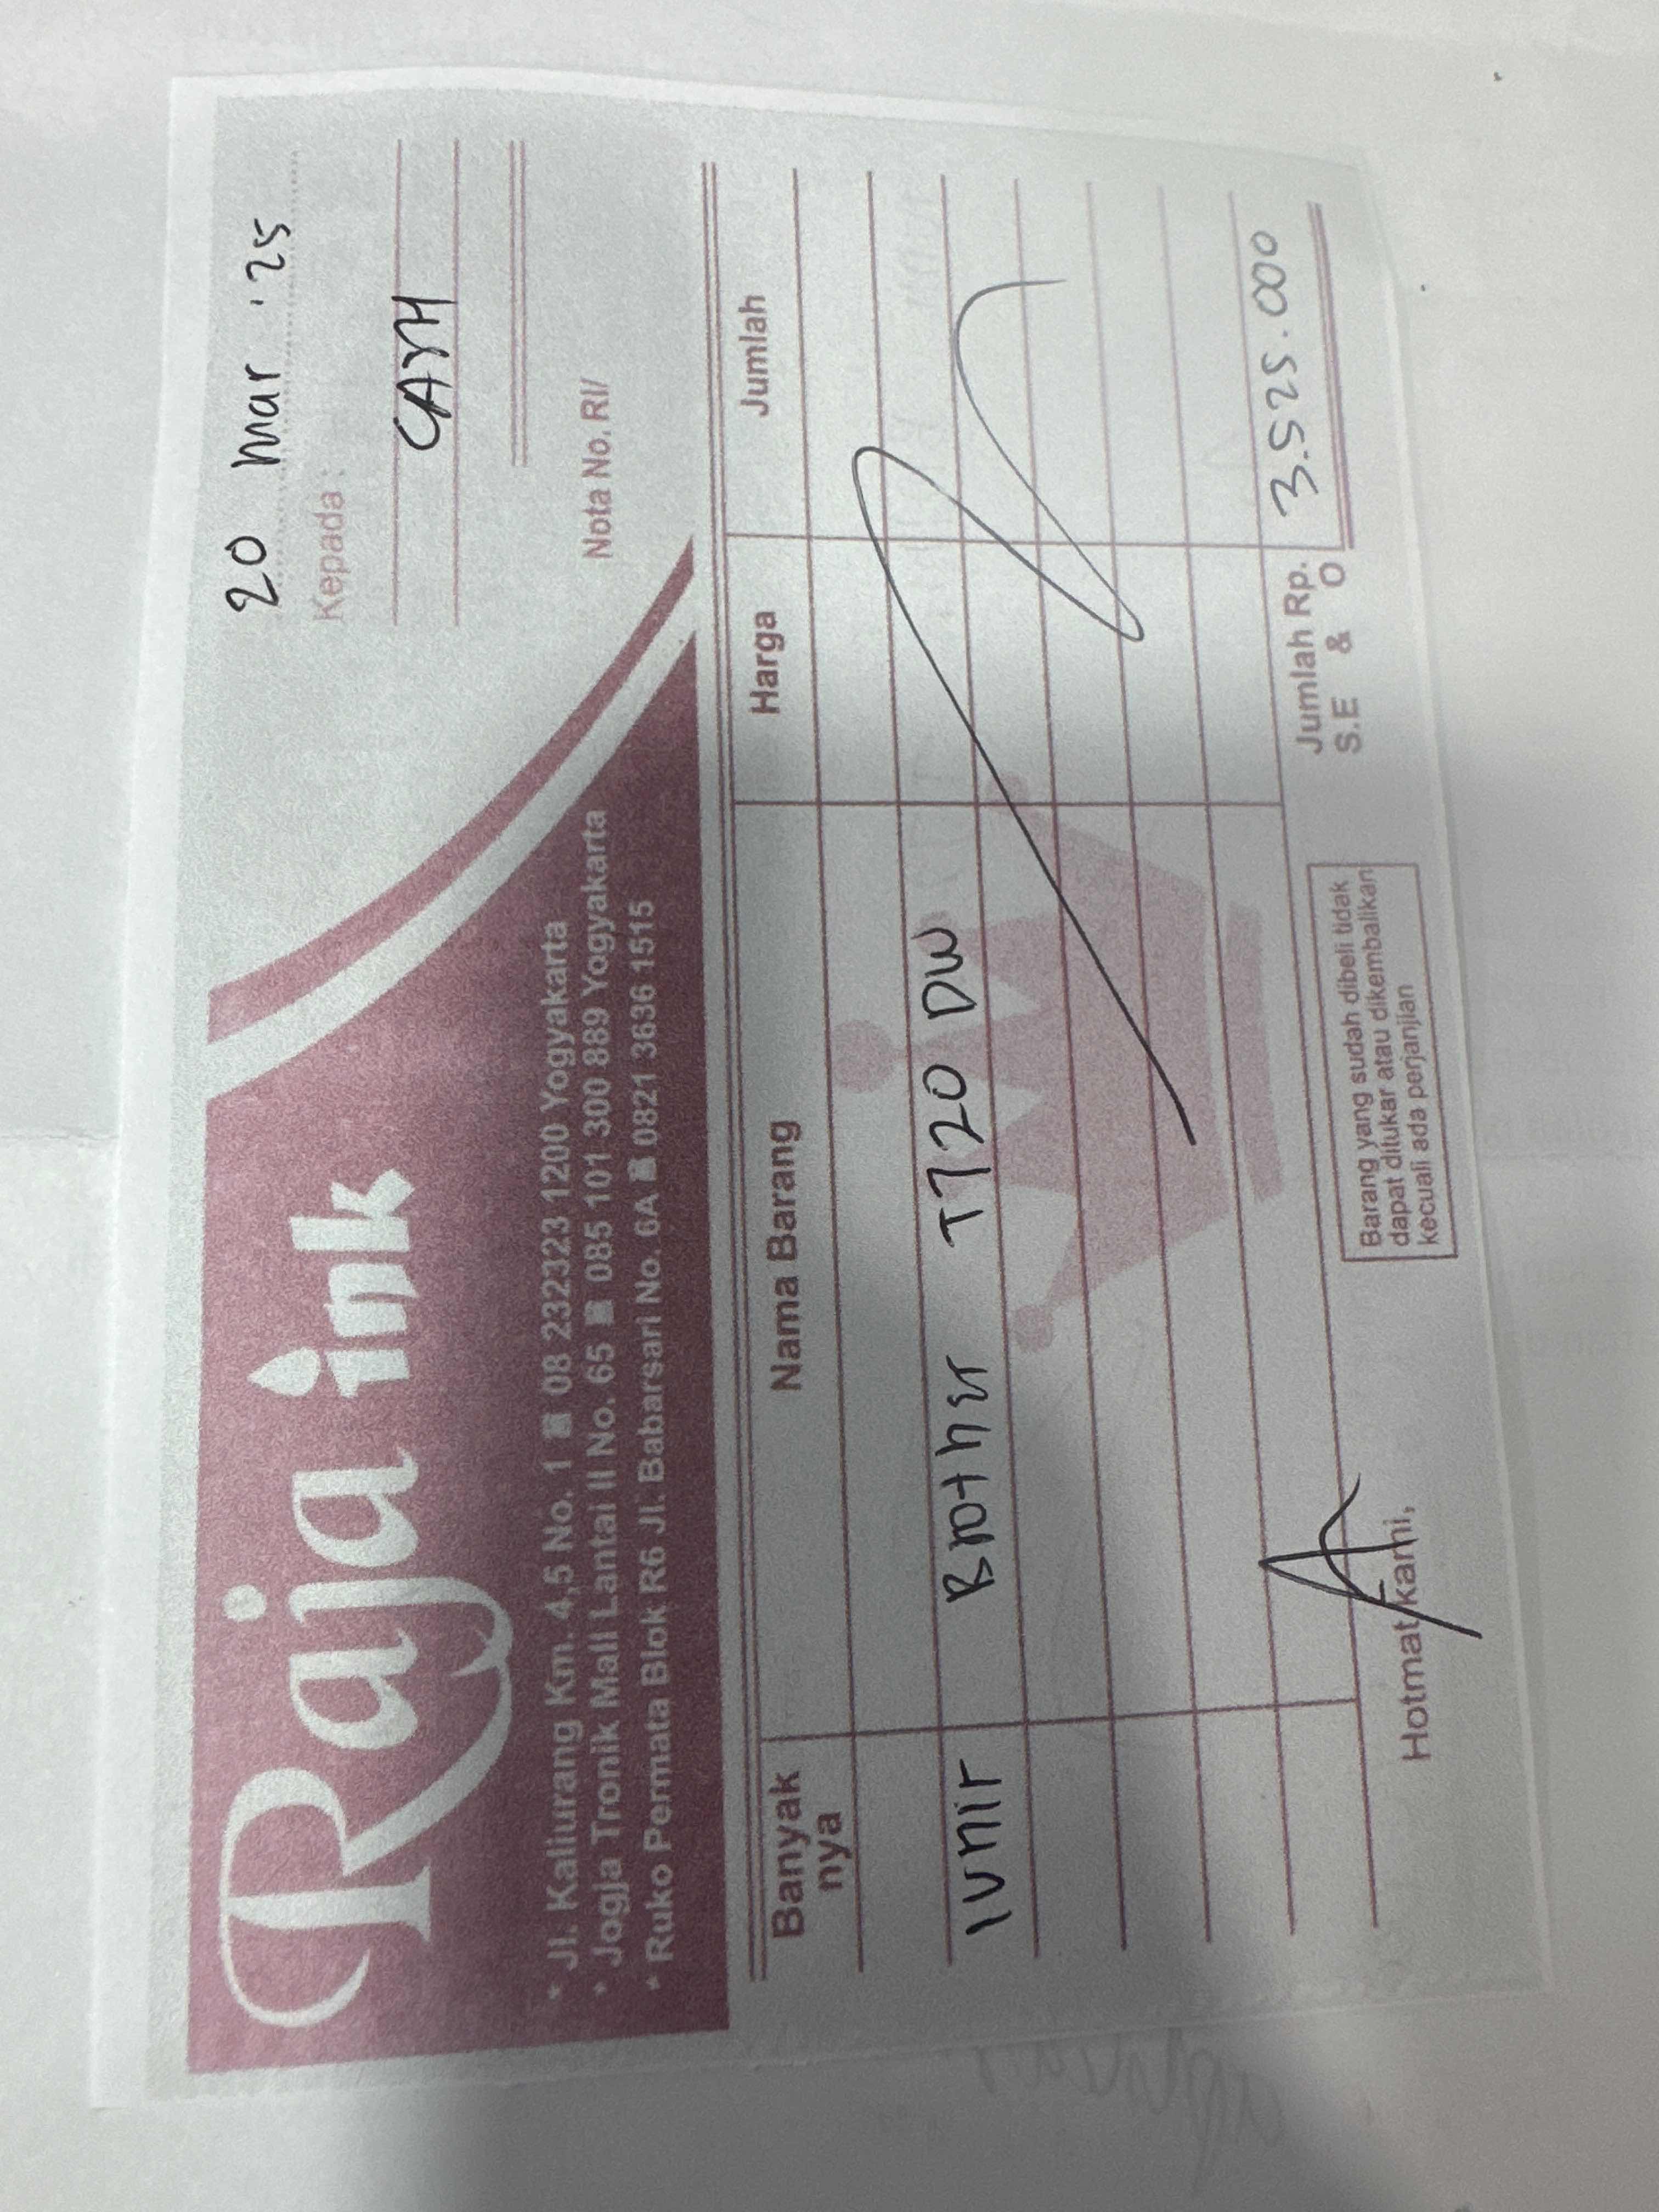 Raja ink
* Jl. Kaliurang Km. 4,5 No. 1 08 232323 1200 Yogyakarta
* Jogja Tronik Mall Lantai II No. 65 085 101 300 889 Yogyakarta
* Ruko Permata Blok R6 Jl. Babarsari No. 6A 0821 3636 1515
20 Mar '25
Kepada :
CATH
Nota No. RI/
Banyak nya Nama Barang Harga Jumlah
1 UNIT Brother T720 DW
Jumlah Rp. 3.525.000
S.E & O
Barang yang sudah dibeli tidak
dapat ditukar atau dikembalikan
kecuali ada perjanjian
Hotmat kami,